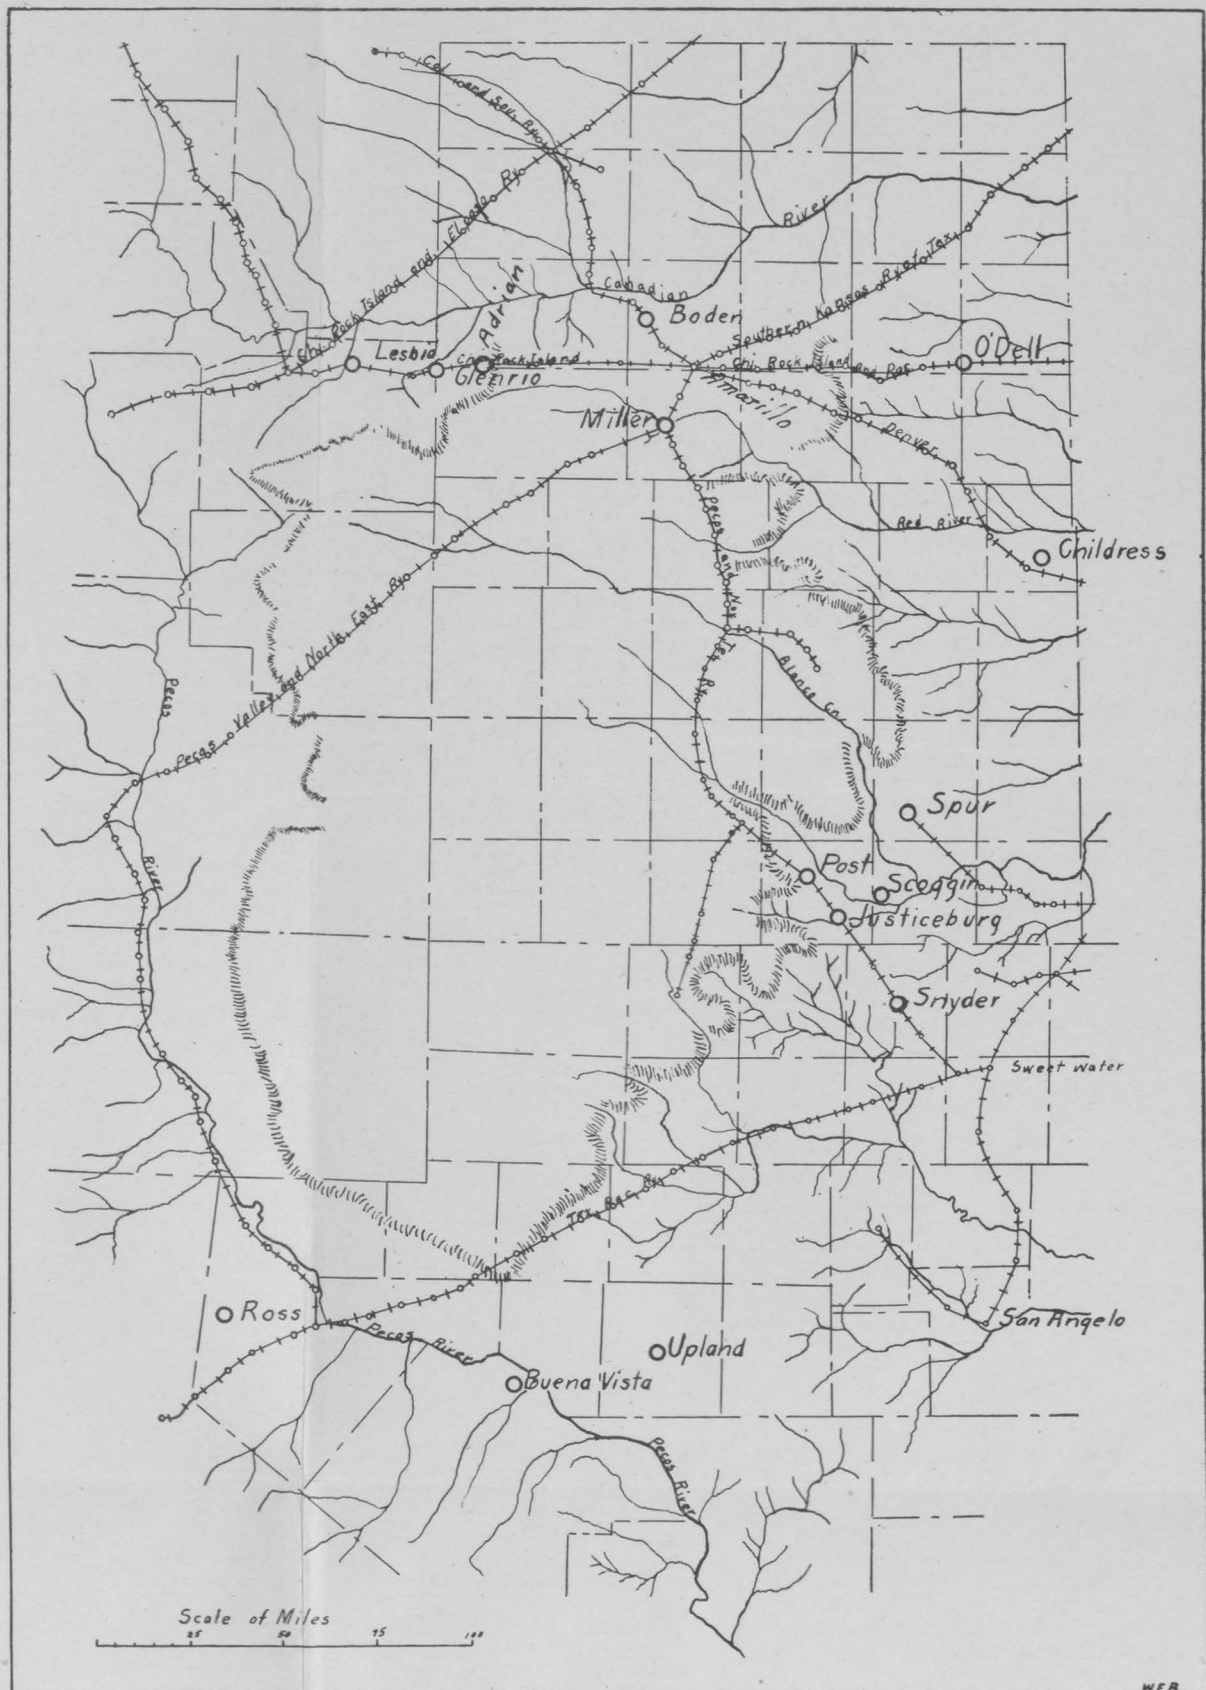 Col. and Sou. Ry.
Chi. Rock Island and El Paso Ry
River
Canadian
Southern Kansas Ry of Tex
Adrian
Boden
Lesbia
Chi Rock Island
Chi Rock Island and Pac
O'Dell
Glenrio
Amarillo
Miller
Denver
Red River
Childress
Pecos and Nor Tex Ry
Blanco Cr.
Pecos
Pecos Valley and North East Ry
River
Spur
Post
Scoggin
Justiceburg
Snyder
Sweet Water
Tex. Pac. Ry
Ross
Pecos River
San Angelo
Upland
Buena Vista
Pecos River
Scale of Miles
25 50 75 100
WFB